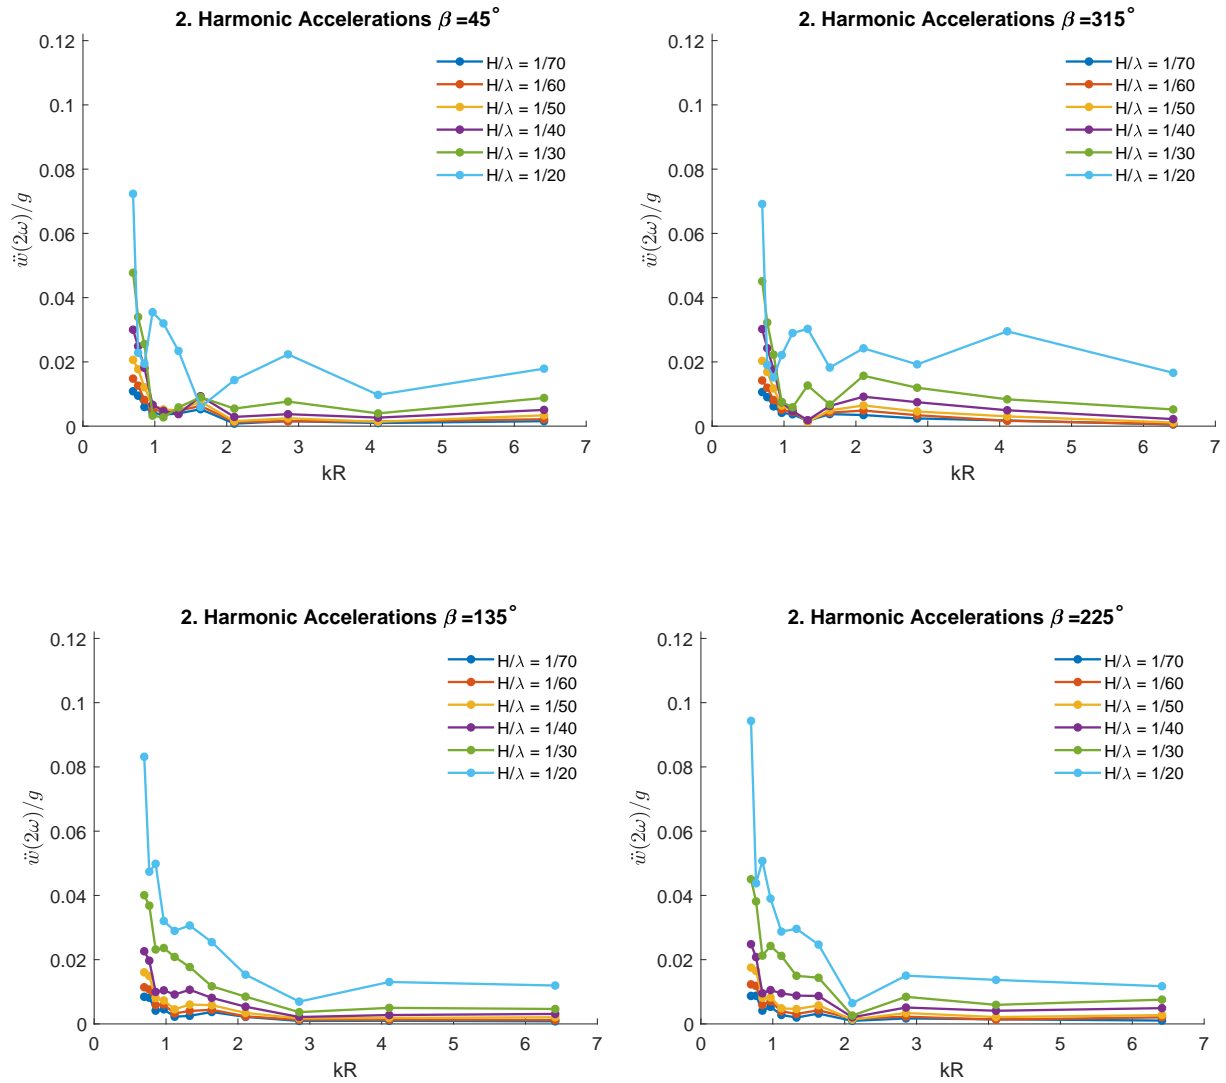 2. Harmonic Accelerations β =45°
0.12
0.1
0.08
0.06
0.04
0.02
0
ẅ(2ω)/g
0 1 2 3 4 5 6 7
kR
H/λ = 1/70
H/λ = 1/60
H/λ = 1/50
H/λ = 1/40
H/λ = 1/30
H/λ = 1/20
2. Harmonic Accelerations β =315°
0.12
0.1
0.08
0.06
0.04
0.02
0
ẅ(2ω)/g
0 1 2 3 4 5 6 7
kR
H/λ = 1/70
H/λ = 1/60
H/λ = 1/50
H/λ = 1/40
H/λ = 1/30
H/λ = 1/20
2. Harmonic Accelerations β =135°
0.12
0.1
0.08
0.06
0.04
0.02
0
ẅ(2ω)/g
0 1 2 3 4 5 6 7
kR
H/λ = 1/70
H/λ = 1/60
H/λ = 1/50
H/λ = 1/40
H/λ = 1/30
H/λ = 1/20
2. Harmonic Accelerations β =225°
0.12
0.1
0.08
0.06
0.04
0.02
0
ẅ(2ω)/g
0 1 2 3 4 5 6 7
kR
H/λ = 1/70
H/λ = 1/60
H/λ = 1/50
H/λ = 1/40
H/λ = 1/30
H/λ = 1/20